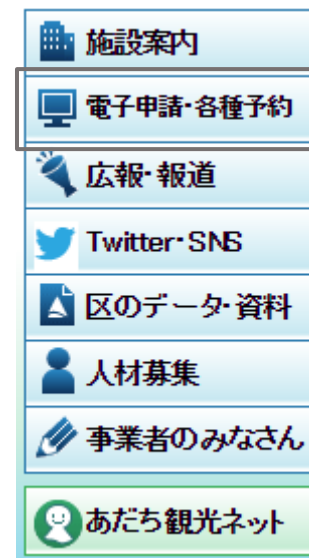 施設案内
電子申請・各種予約
広報・報道
Twitter・SNS
区のデータ・資料
人材募集
事業者のみなさん
あだち観光ネット